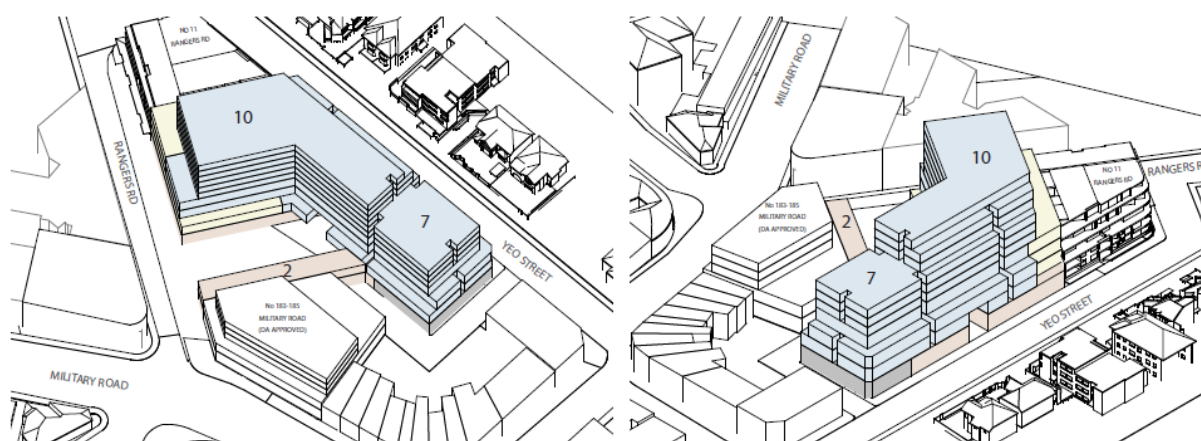 NO 11
RANGERS RD
10
RANGERS RD
7
YEO STREET
2
No 183-185
MILITARY ROAD
(DA APPROVED)
MILITARY ROAD
MILITARY ROAD
10
NO 11
RANGERS RD
RANGERS R
No 183-185
MILITARY ROAD
(DA APPROVED)
2
7
YEO STREET